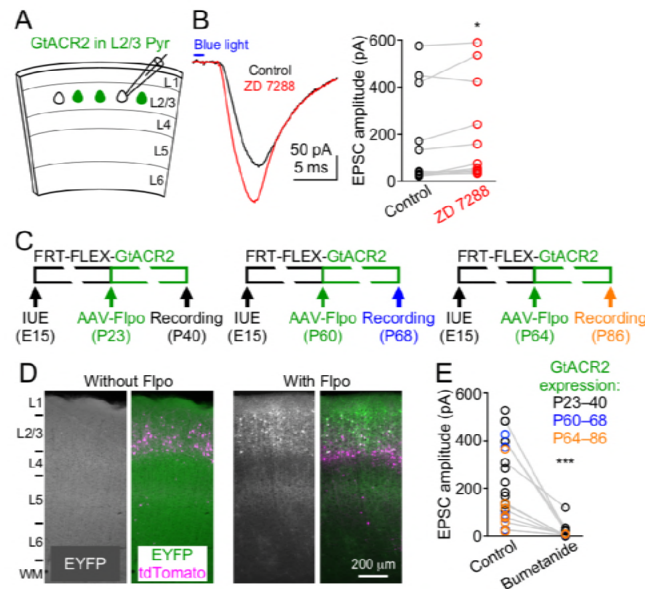 A
GtACR2 in L2/3 Pyr
L1
L2/3
L4
L5
L6
B
Blue light
Control
ZD 7288
50 pA
5 ms
*
EPSC amplitude (pA)
600
400
200
0
Control
ZD 7288
C
FRT-FLEX-GtACR2
IUE
(E15)
AAV-Flpo
(P23)
Recording
(P40)
FRT-FLEX-GtACR2
IUE
(E15)
AAV-Flpo
(P60)
Recording
(P68)
FRT-FLEX-GtACR2
IUE
(E15)
AAV-Flpo
(P64)
Recording
(P86)
D
Without Flpo
With Flpo
L1
L2/3
L4
L5
L6
WM
EYFP
EYFP
tdTomato
200 μm
E
GtACR2
expression:
P23–40
P60–68
P64–86
***
EPSC amplitude (pA)
600
400
200
0
Control
Bumetanide